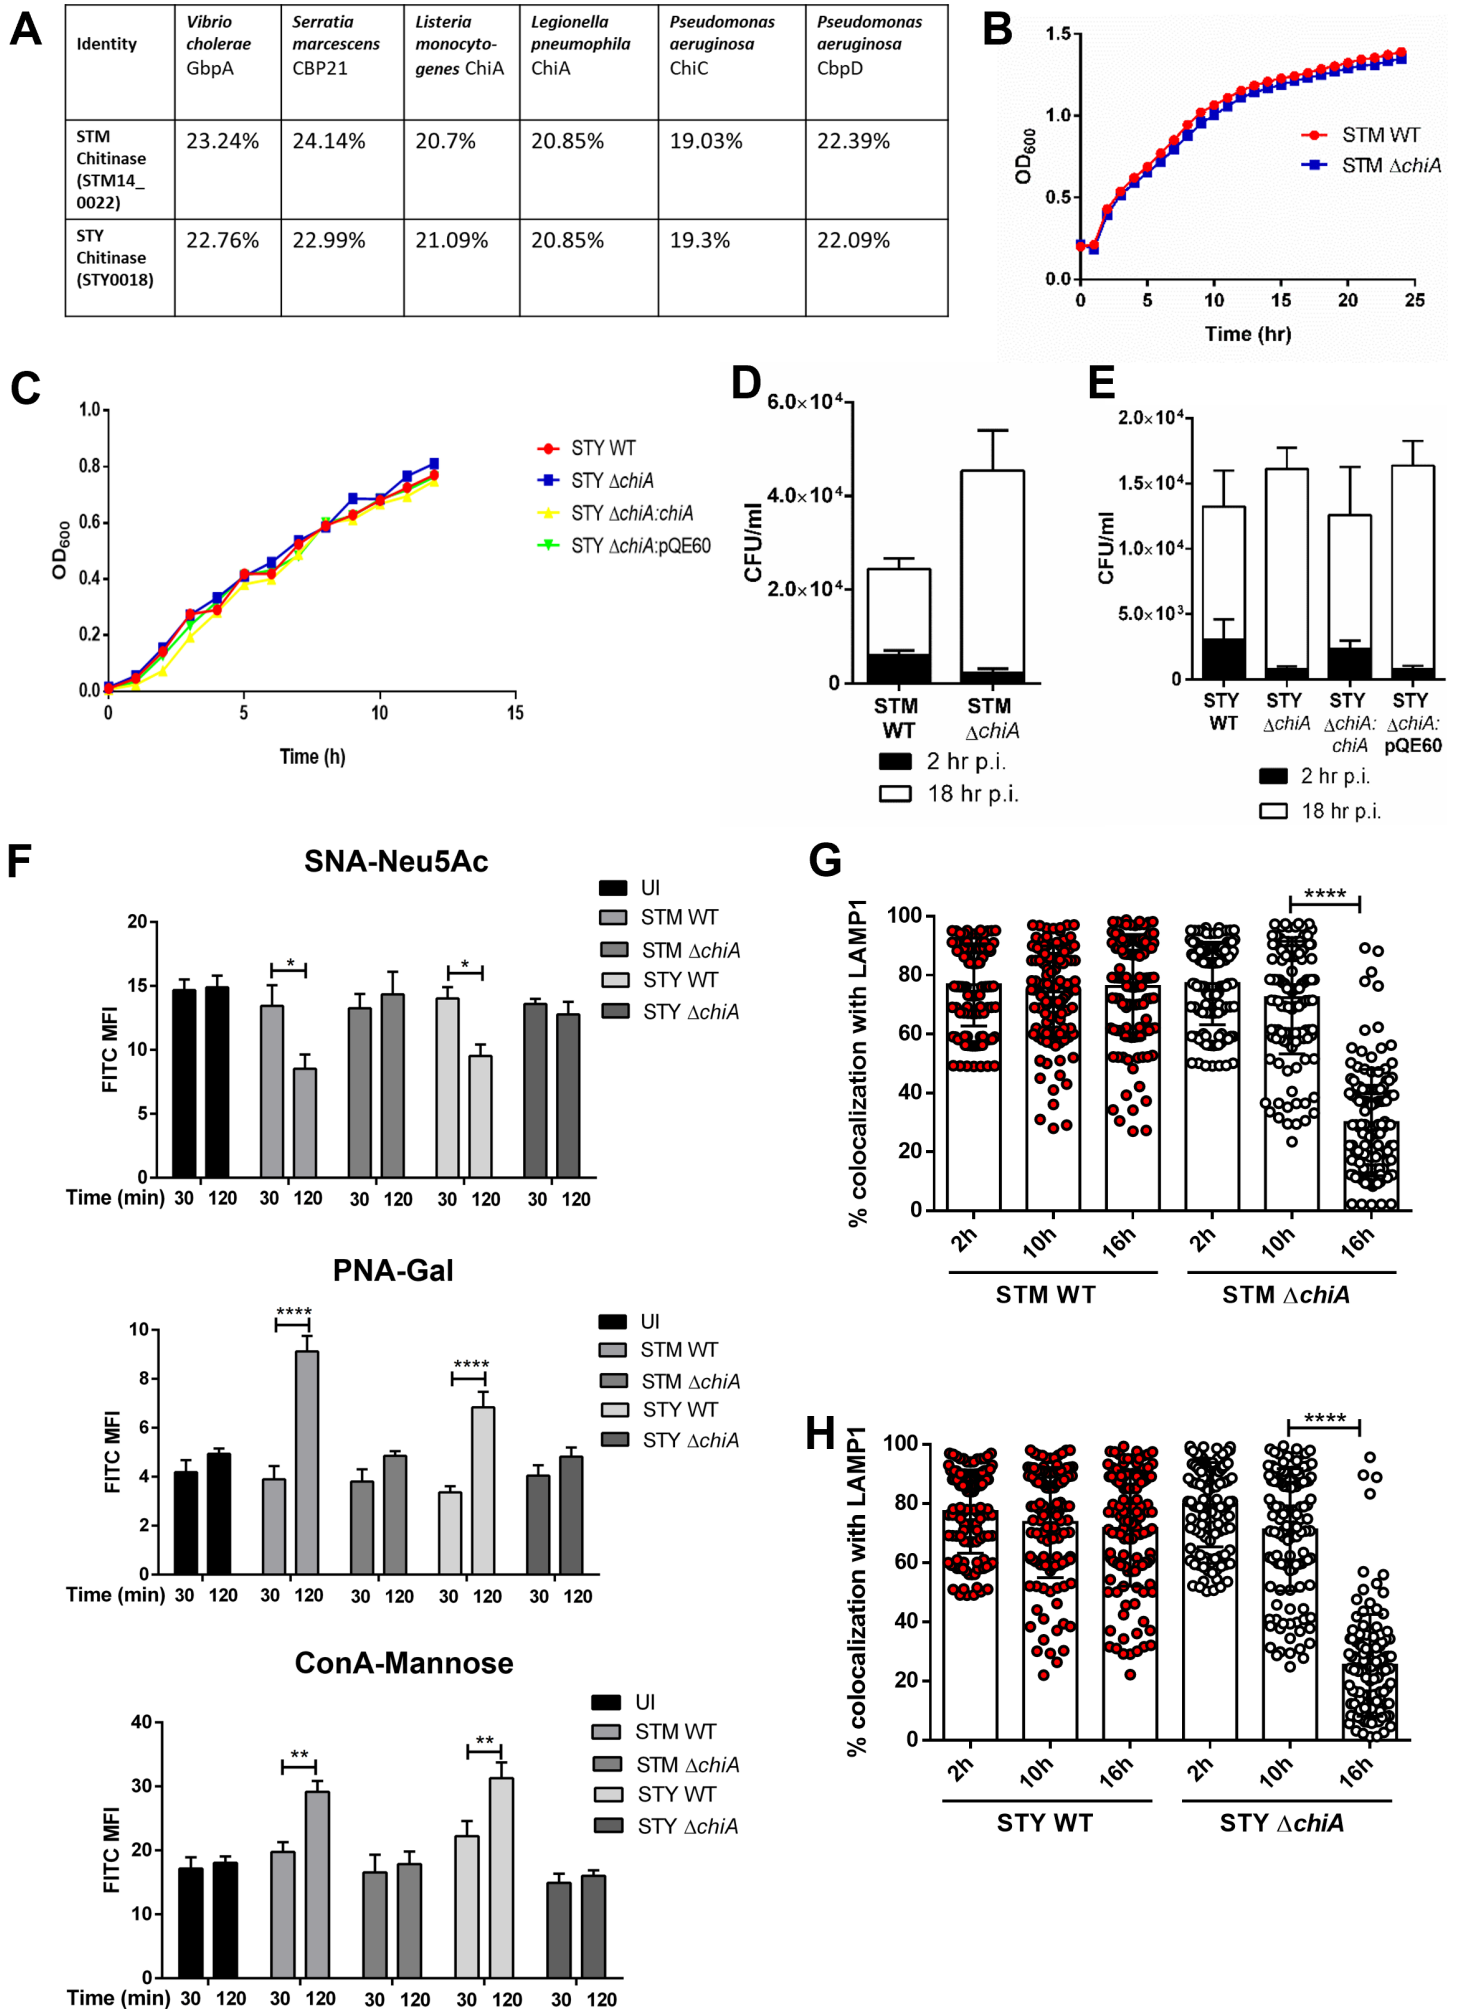 A
Identity
Vibrio
cholerae
GbpA
Serratia
marcescens
CBP21
Listeria
monocyto-
genes ChiA
Legionella
pneumophila
ChiA
Pseudomonas
aeruginosa
ChiC
Pseudomonas
aeruginosa
CbpD
STM
Chitinase
(STM14_
0022)
23.24%
24.14%
20.7%
20.85%
19.03%
22.39%
STY
Chitinase
(STY0018)
22.76%
22.99%
21.09%
20.85%
19.3%
22.09%
B
OD600
1.5
1.0
0.5
0.0
0 5 10 15 20 25
Time (hr)
STM WT
STM ΔchiA
C
OD600
1.0
0.8
0.6
0.4
0.2
0.0
0 5 10 15
Time (h)
STY WT
STY ΔchiA
STY ΔchiA:chiA
STY ΔchiA:pQE60
D
CFU/ml
6.0×10⁴
4.0×10⁴
2.0×10⁴
0
STM
WT
STM
ΔchiA
2 hr p.i.
18 hr p.i.
E
CFU/ml
2.0×10⁴
1.5×10⁴
1.0×10⁴
5.0×10³
0
STY
WT
STY
ΔchiA
STY
ΔchiA:
chiA
STY
ΔchiA:
pQE60
2 hr p.i.
18 hr p.i.
F
SNA-Neu5Ac
FITC MFI
20
15
10
5
0
* *
Time (min) 30 120 30 120 30 120 30 120 30 120
UI
STM WT
STM ΔchiA
STY WT
STY ΔchiA
PNA-Gal
FITC MFI
10
8
6
4
2
0
**** ****
Time (min) 30 120 30 120 30 120 30 120 30 120
UI
STM WT
STM ΔchiA
STY WT
STY ΔchiA
ConA-Mannose
FITC MFI
40
30
20
10
0
** **
Time (min) 30 120 30 120 30 120 30 120 30 120
UI
STM WT
STM ΔchiA
STY WT
STY ΔchiA
G
% colocalization with LAMP1
100
80
60
40
20
0
****
2h 10h 16h 2h 10h 16h
STM WT STM ΔchiA
H
% colocalization with LAMP1
100
80
60
40
20
0
****
2h 10h 16h 2h 10h 16h
STY WT STY ΔchiA